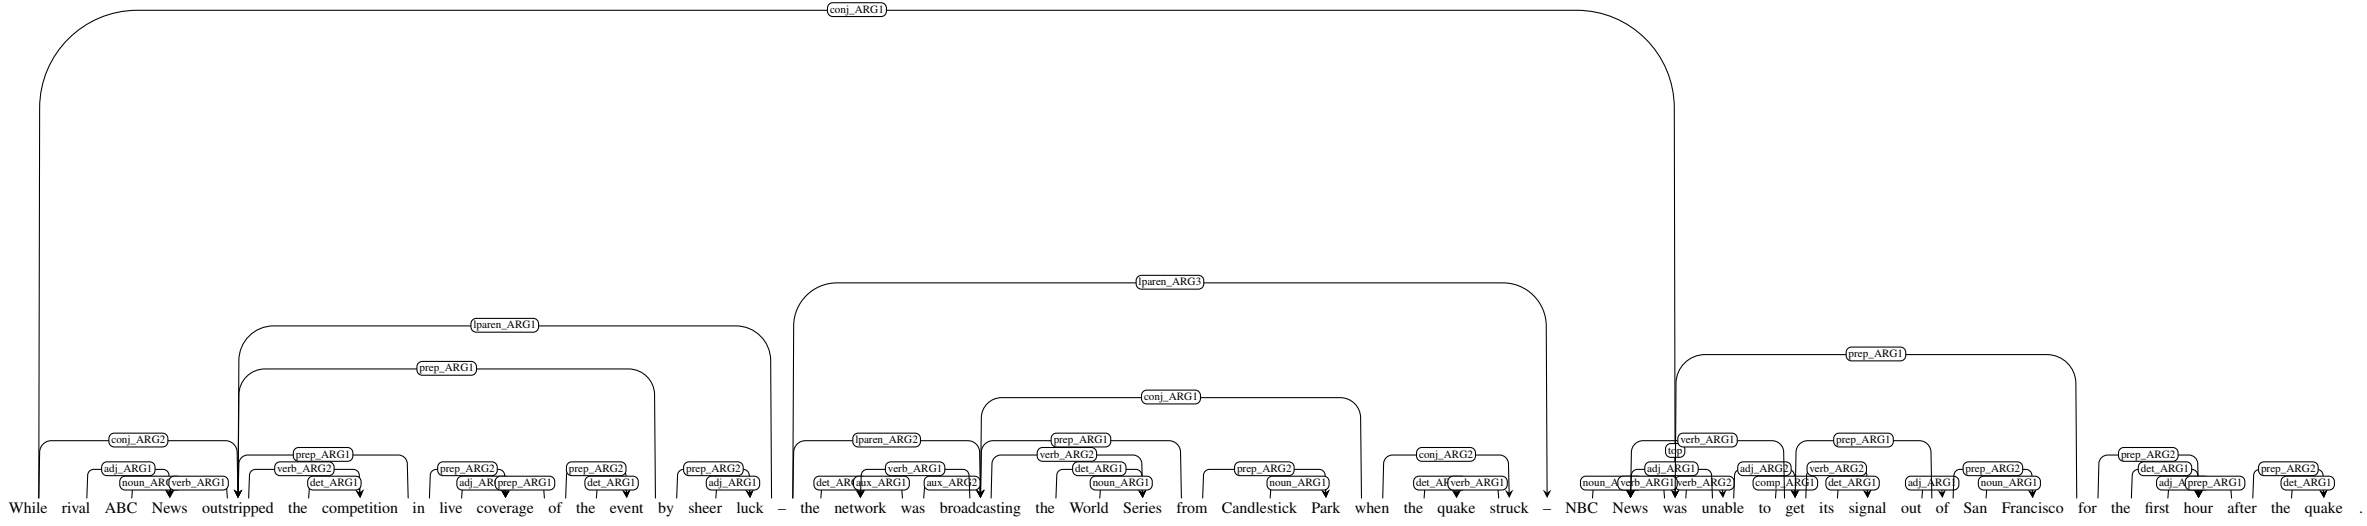 conj_ARG1
lparen_ARG3
lparen_ARG1
prep_ARG1
prep_ARG1
conj_ARG1
conj_ARG2 lparen_ARG2 prep_ARG1 verb_ARG1 prep_ARG1
top
prep_ARG1 verb_ARG2 conj_ARG2 prep_ARG2
adj_ARG1 verb_ARG2 prep_ARG2 prep_ARG2 prep_ARG2 verb_ARG1 det_ARG1 prep_ARG2 adj_ARG1 adj_ARG2 verb_ARG2 prep_ARG2 det_ARG1 prep_ARG2
verb_ARG1 det_ARG1 prep_ARG1 det_ARG1 adj_ARG1 aux_ARG1 aux_ARG2 noun_ARG1 noun_ARG1 verb_ARG1 verb_ARG1 verb_ARG2 comp_ARG1 det_ARG1 adj_ARG1 noun_ARG1 prep_ARG1 det_ARG1
While rival ABC News outstripped the competition in live coverage of the event by sheer luck – the network was broadcasting the World Series from Candlestick Park when the quake struck – NBC News was unable to get its signal out of San Francisco for the first hour after the quake .